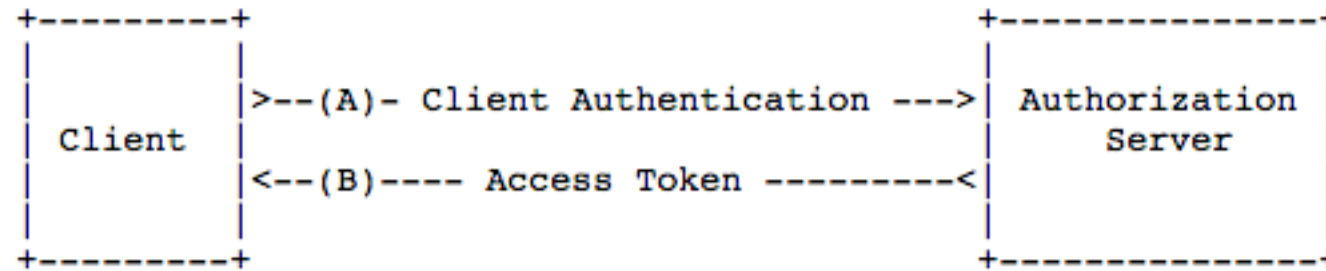 +---------+                                  +---------------+
|         |                                  |               |
|         |>--(A)- Client Authentication --->| Authorization |
| Client  |                                  |     Server    |
|         |<--(B)---- Access Token ---------<|               |
|         |                                  |               |
+---------+                                  +---------------+